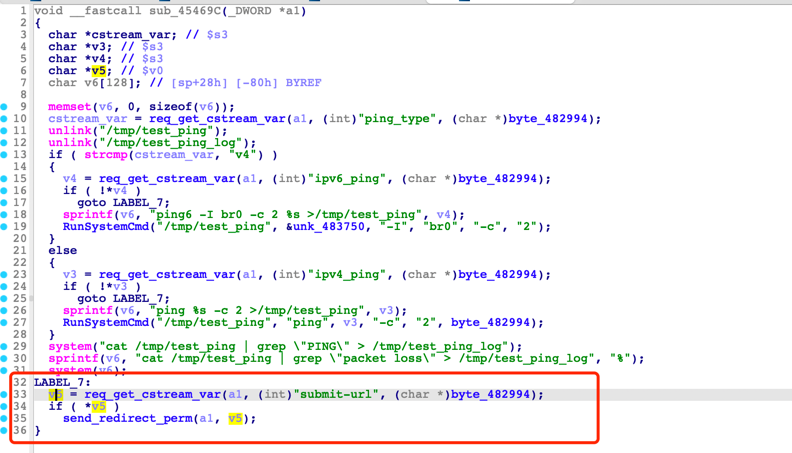 1 void __fastcall sub_45469C(_DWORD *a1)
2 {
3 char *cstream_var; // $s3
4 char *v3; // $s3
5 char *v4; // $s3
6 char *v5; // $v0
7 char v6[128]; // [sp+28h] [-80h] BYREF
8
9 memset(v6, 0, sizeof(v6));
10 cstream_var = req_get_cstream_var(a1, (int)"ping_type", (char *)byte_482994);
11 unlink("/tmp/test_ping");
12 unlink("/tmp/test_ping_log");
13 if ( strcmp(cstream_var, "v4") )
14 {
15 v4 = req_get_cstream_var(a1, (int)"ipv6_ping", (char *)byte_482994);
16 if ( !*v4 )
17 goto LABEL_7;
18 sprintf(v6, "ping6 -I br0 -c 2 %s >/tmp/test_ping", v4);
19 RunSystemCmd("/tmp/test_ping", &unk_483750, "-I", "br0", "-c", "2");
20 }
21 else
22 {
23 v3 = req_get_cstream_var(a1, (int)"ipv4_ping", (char *)byte_482994);
24 if ( !*v3 )
25 goto LABEL_7;
26 sprintf(v6, "ping %s -c 2 >/tmp/test_ping", v3);
27 RunSystemCmd("/tmp/test_ping", "ping", v3, "-c", "2", byte_482994);
28 }
29 system("cat /tmp/test_ping | grep \"PING\" > /tmp/test_ping_log");
30 sprintf(v6, "cat /tmp/test_ping | grep \"packet loss\" > /tmp/test_ping_log", "%");
31 system(v6);
32 LABEL_7:
33 v5 = req_get_cstream_var(a1, (int)"submit-url", (char *)byte_482994);
34 if ( *v5 )
35 send_redirect_perm(a1, v5);
36 }